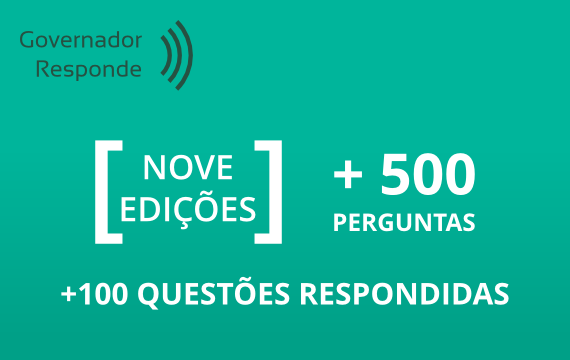 Governador
Responde
NOVE
EDIÇÕES
+ 500
PERGUNTAS
+100 QUESTÕES RESPONDIDAS